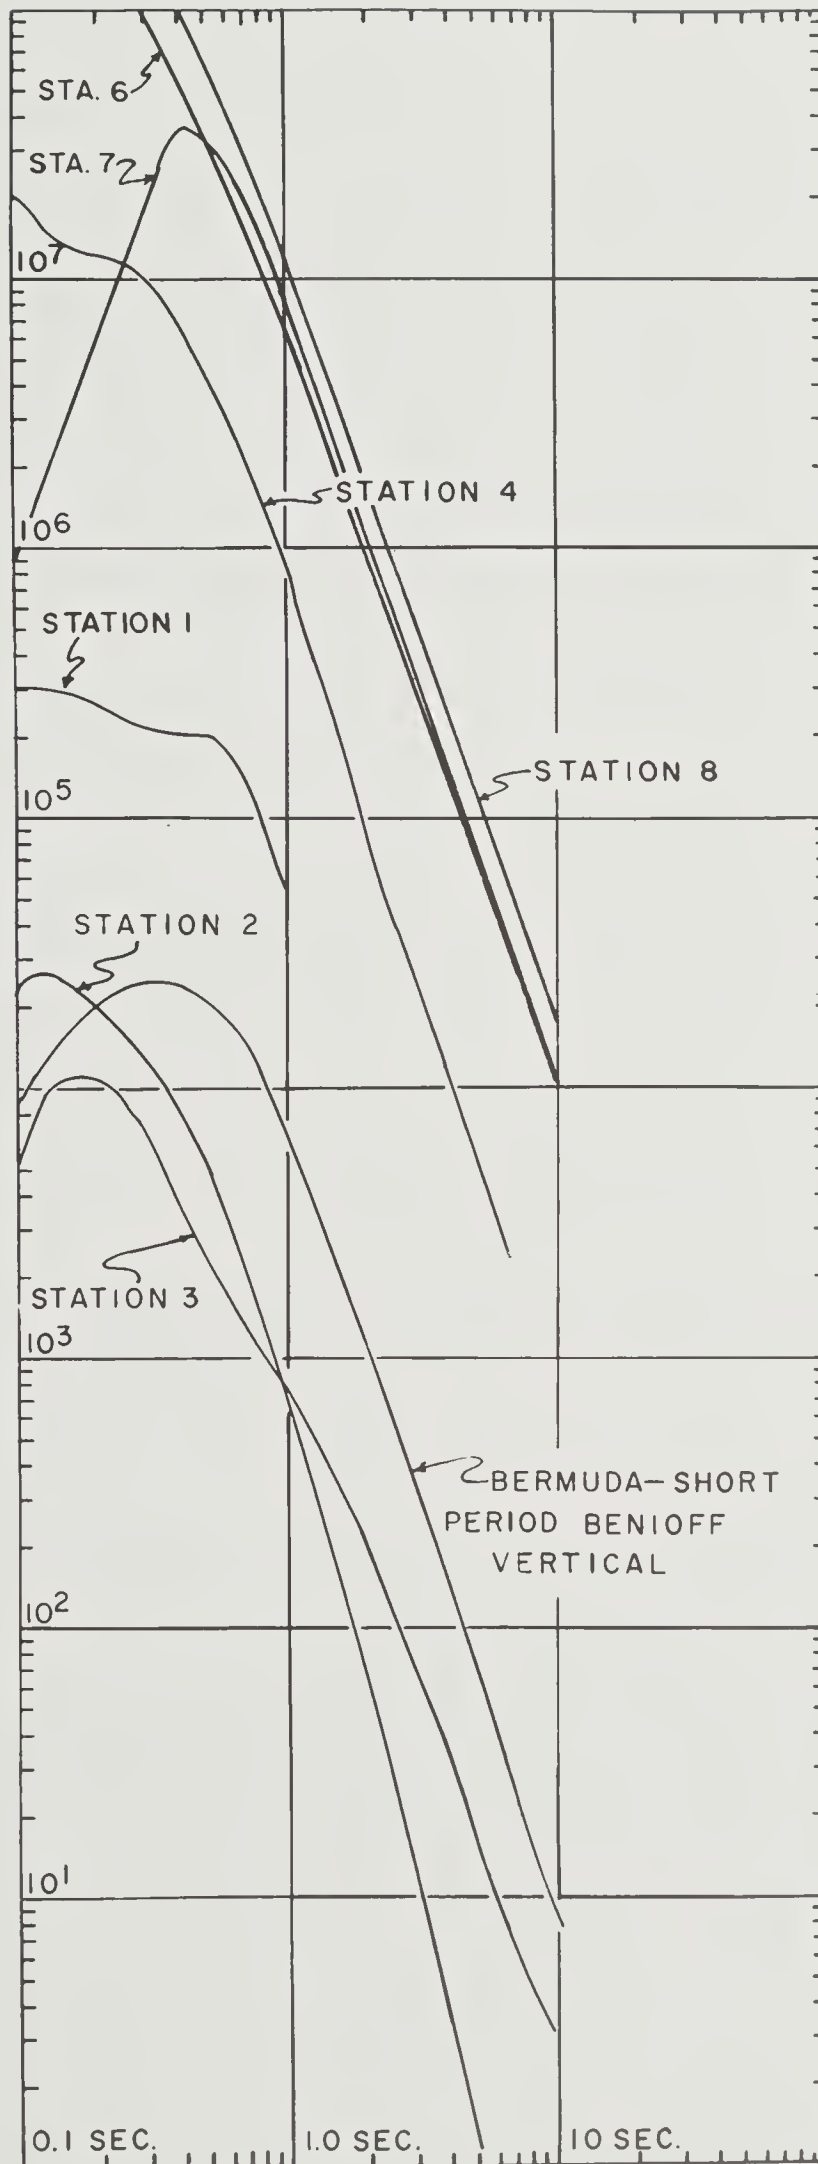 STA. 6
STA. 7
10⁷
STATION 4
10⁶
STATION 1
STATION 8
10⁵
STATION 2
STATION 3
10³
BERMUDA-SHORT
PERIOD BENIOFF
VERTICAL
10²
10¹
0.1 SEC.
1.0 SEC.
10 SEC.